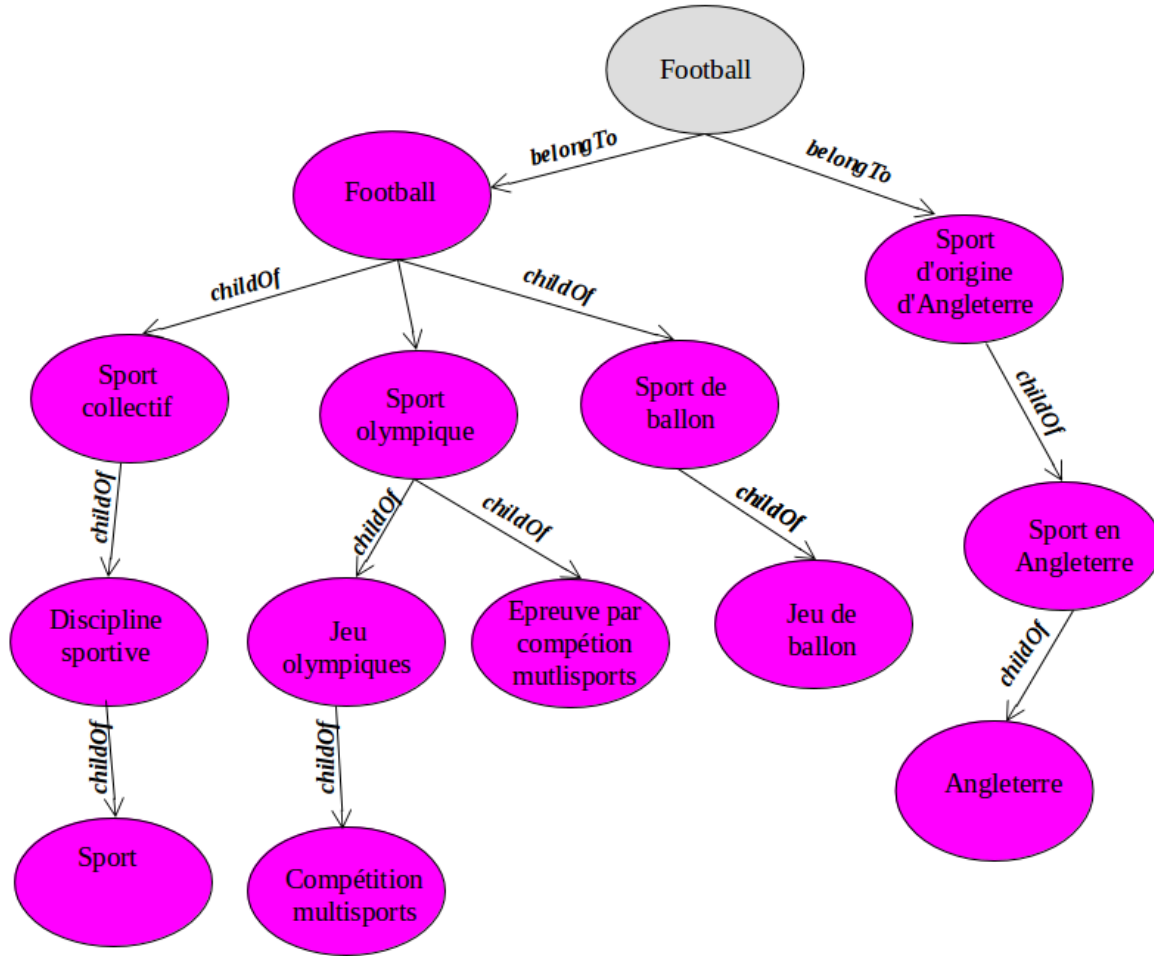 Football
belongTo
belongTo
Football
Sport
d'origine
d'Angleterre
childOf
childOf
Sport
collectif
Sport
olympique
Sport de
ballon
childOf
childOf
childOf
childOf
childOf
Sport en
Angleterre
Discipline
sportive
Jeu
olympiques
Epreuve par
compétion
mutlisports
Jeu de
ballon
childOf
childOf
childOf
Sport
Compétition
multisports
Angleterre